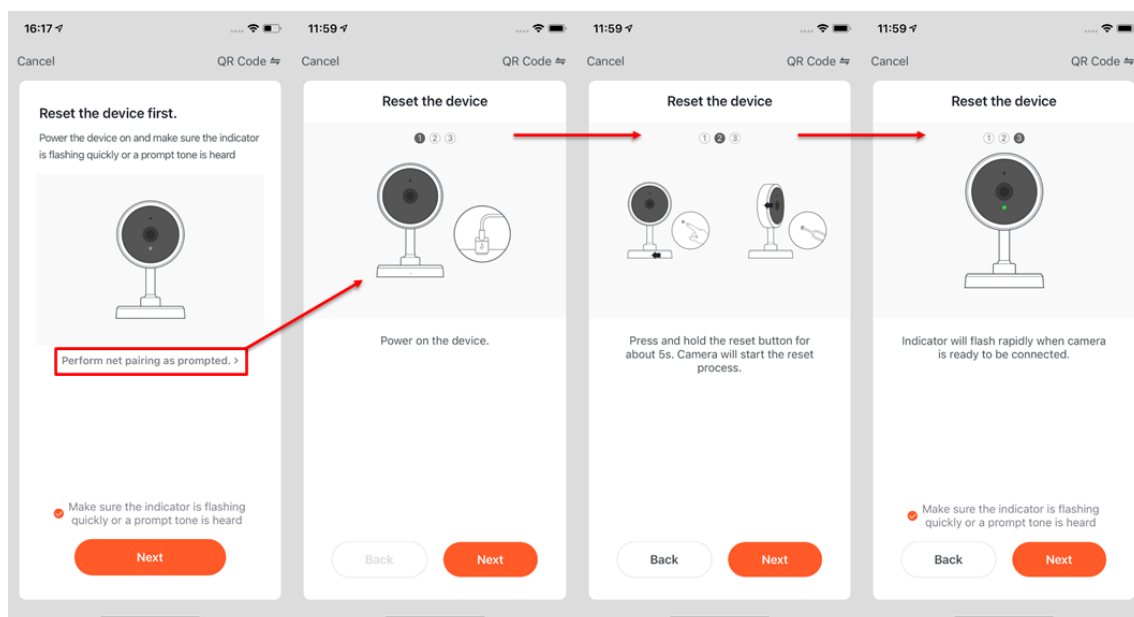 16:17
Cancel
QR Code
Reset the device first.
Power the device on and make sure the indicator
is flashing quickly or a prompt tone is heard
Perform net pairing as prompted. >
Make sure the indicator is flashing
quickly or a prompt tone is heard
Next
11:59
Cancel
QR Code
Reset the device
1 2 3
Power on the device.
Back
Next
11:59
Cancel
QR Code
Reset the device
1 2 3
Press and hold the reset button for
about 5s. Camera will start the reset
process.
Back
Next
11:59
Cancel
QR Code
Reset the device
1 2 3
Indicator will flash rapidly when camera
is ready to be connected.
Make sure the indicator is flashing
quickly or a prompt tone is heard
Back
Next